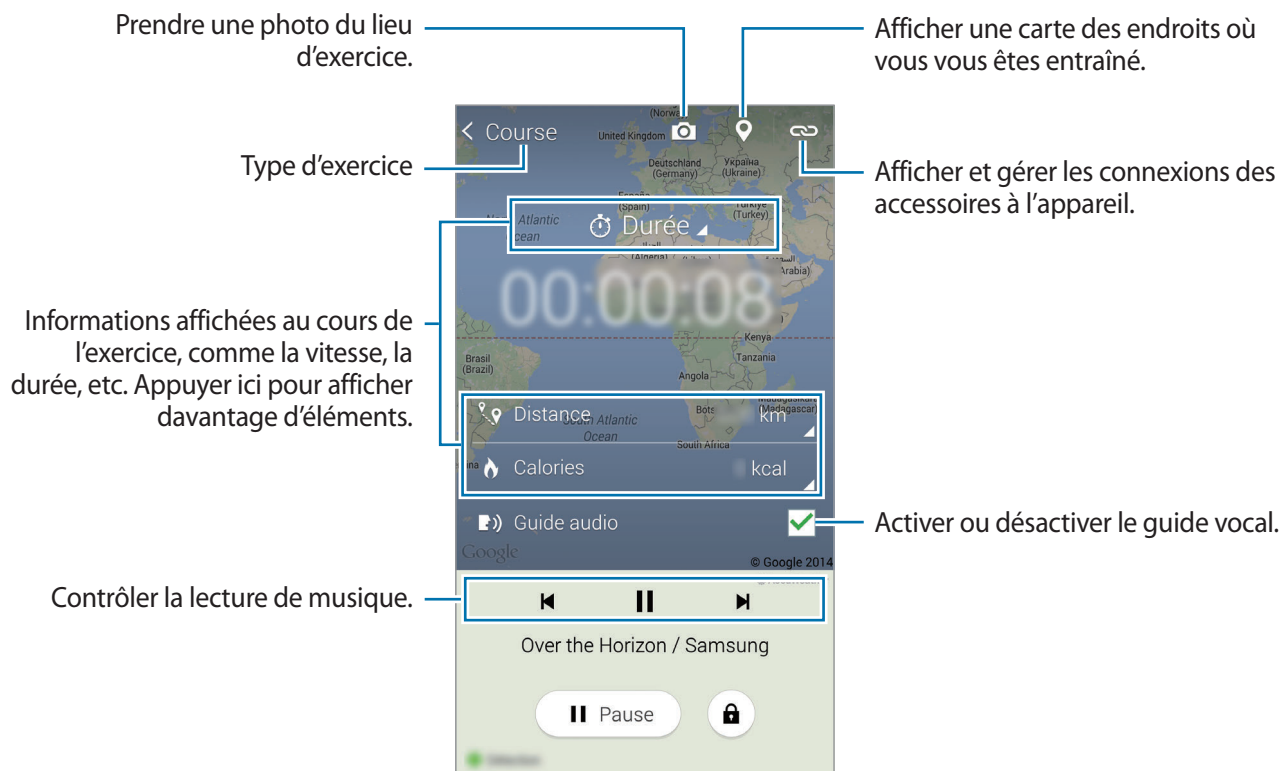 Prendre une photo du lieu
d’exercice.
Afficher une carte des endroits où
vous vous êtes entraîné.
Type d’exercice
Afficher et gérer les connexions des
accessoires à l’appareil.
Informations affichées au cours de
l’exercice, comme la vitesse, la
durée, etc. Appuyer ici pour afficher
davantage d’éléments.
Activer ou désactiver le guide vocal.
Contrôler la lecture de musique.
Course
United Kingdom
Deutschland
(Germany)
Україна
(Ukraine)
(Spain)
(Turkey)
Atlantic
Durée
00:00:08
Kenya
Tanzania
Brasil
(Brazil)
Angola
(Madagascar)
Distance
km
Atlantic
Ocean
South Africa
Calories
kcal
Guide audio
Google
© Google 2014
Over the Horizon / Samsung
Pause